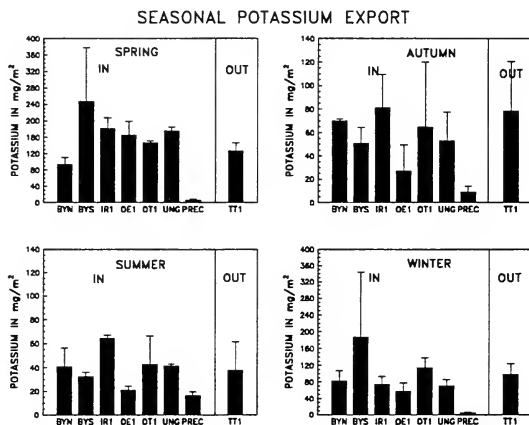 SEASONAL POTASSIUM EXPORT
SPRING
IN
OUT
POTASSIUM IN mg/m²
400
360
320
280
240
200
160
120
80
40
0
BYN BYS IR1 OE1 OT1 UNG PREC TT1
AUTUMN
IN
OUT
POTASSIUM IN mg/m²
140
120
100
80
60
40
20
0
BYN BYS IR1 OE1 OT1 UNG PREC TT1
SUMMER
IN
OUT
POTASSIUM IN mg/m²
140
120
100
80
60
40
20
0
BYN BYS IR1 OE1 OT1 UNG PREC TT1
WINTER
IN
OUT
POTASSIUM IN mg/m²
400
360
320
280
240
200
160
120
80
40
0
BYN BYS IR1 OE1 OT1 UNG PREC TT1